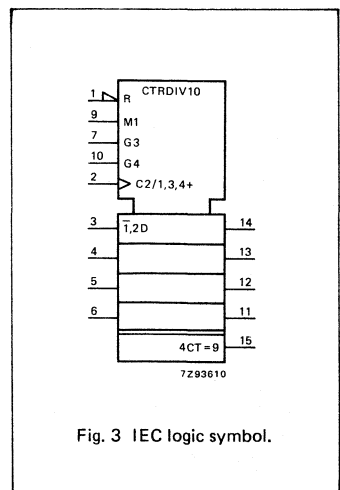 CTRDIV10
1
R
9
M1
7
G3
10
G4
2
C2/1,3,4+
3
1̅,2D
14
4
13
5
12
6
11
4CT=9
15
7Z93610
Fig. 3 IEC logic symbol.